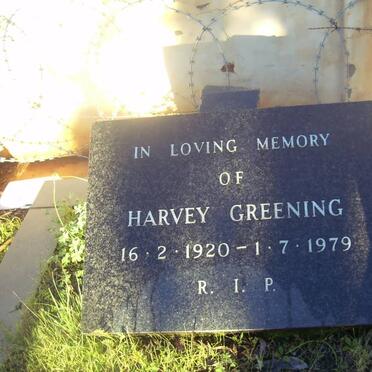 IN LOVING MEMORY
OF
HARVEY GREENING
16·2·1920–1·7·1979
R. I. P.